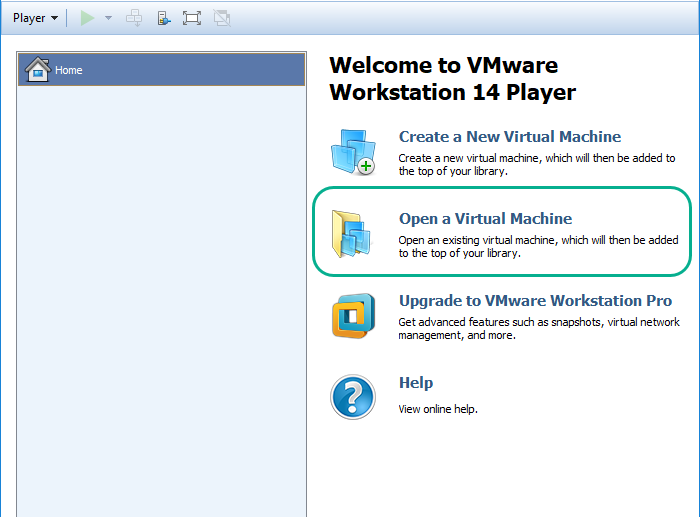 Player
Home
Welcome to VMware
Workstation 14 Player
Create a New Virtual Machine
Create a new virtual machine, which will then be added to
the top of your library.
Open a Virtual Machine
Open an existing virtual machine, which will then be added
to the top of your library.
Upgrade to VMware Workstation Pro
Get advanced features such as snapshots, virtual network
management, and more.
Help
View online help.